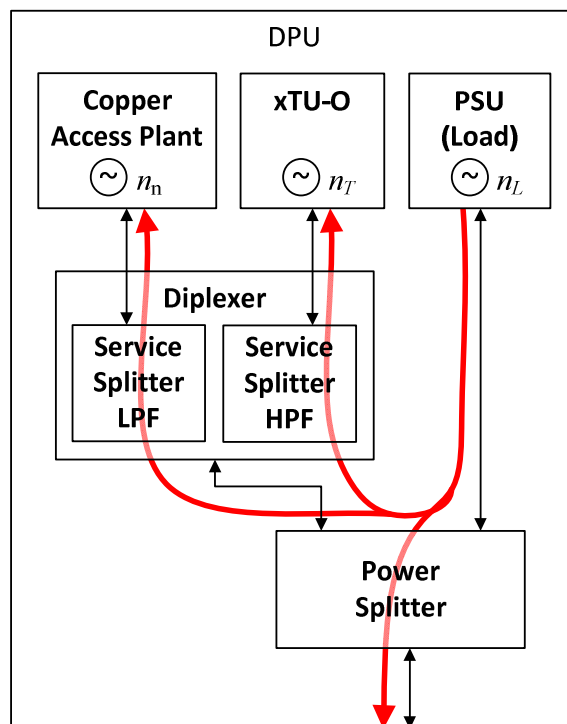 DPU
Copper
Access Plant
~ nn
xTU-O
~ nT
PSU
(Load)
~ nL
Diplexer
Service
Splitter
LPF
Service
Splitter
HPF
Power
Splitter